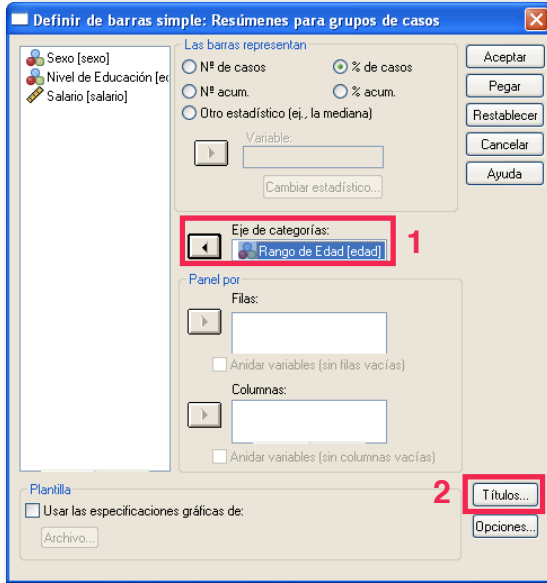 Definir de barras simple: Resúmenes para grupos de casos
Sexo [sexo]
Nivel de Educación [ed
Salario [salario]
Las barras representan
Nº de casos
% de casos
Nº acum.
% acum.
Otro estadístico (ej., la mediana)
Variable:
Cambiar estadístico...
Aceptar
Pegar
Restablecer
Cancelar
Ayuda
Eje de categorías:
Rango de Edad [edad]
1
Panel por
Filas:
Anidar variables (sin filas vacías)
Columnas:
Anidar variables (sin columnas vacías)
Plantilla
Usar las especificaciones gráficas de:
Archivo...
2
Títulos...
Opciones...